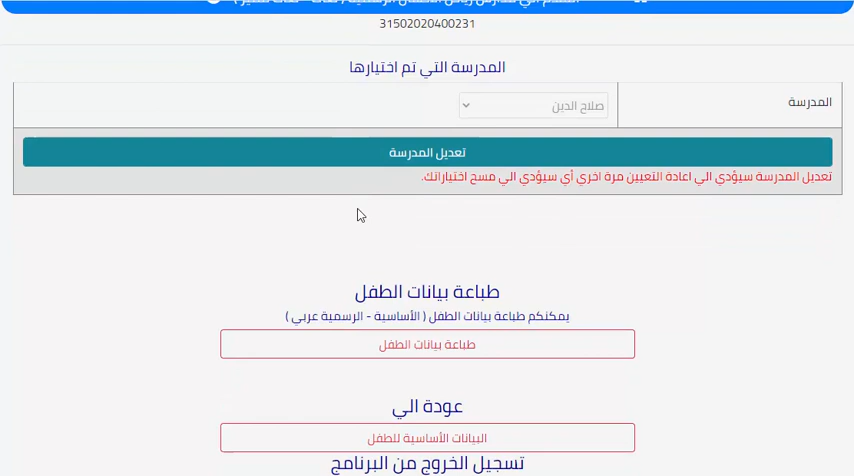 31502020400231
المدرسة التي تم اختيارها
المدرسة
صلاح الدين
تعديل المدرسة
تعديل المدرسة سيؤدي الي اعادة التعيين مرة اخري أي سيؤدي الي مسح اختياراتك.
طباعة بيانات الطفل
يمكنكم طباعة بيانات الطفل ( الأساسية - الرسمية عربي )
طباعة بيانات الطفل
عودة الي
البيانات الأساسية للطفل
تسجيل الخروج من البرنامج